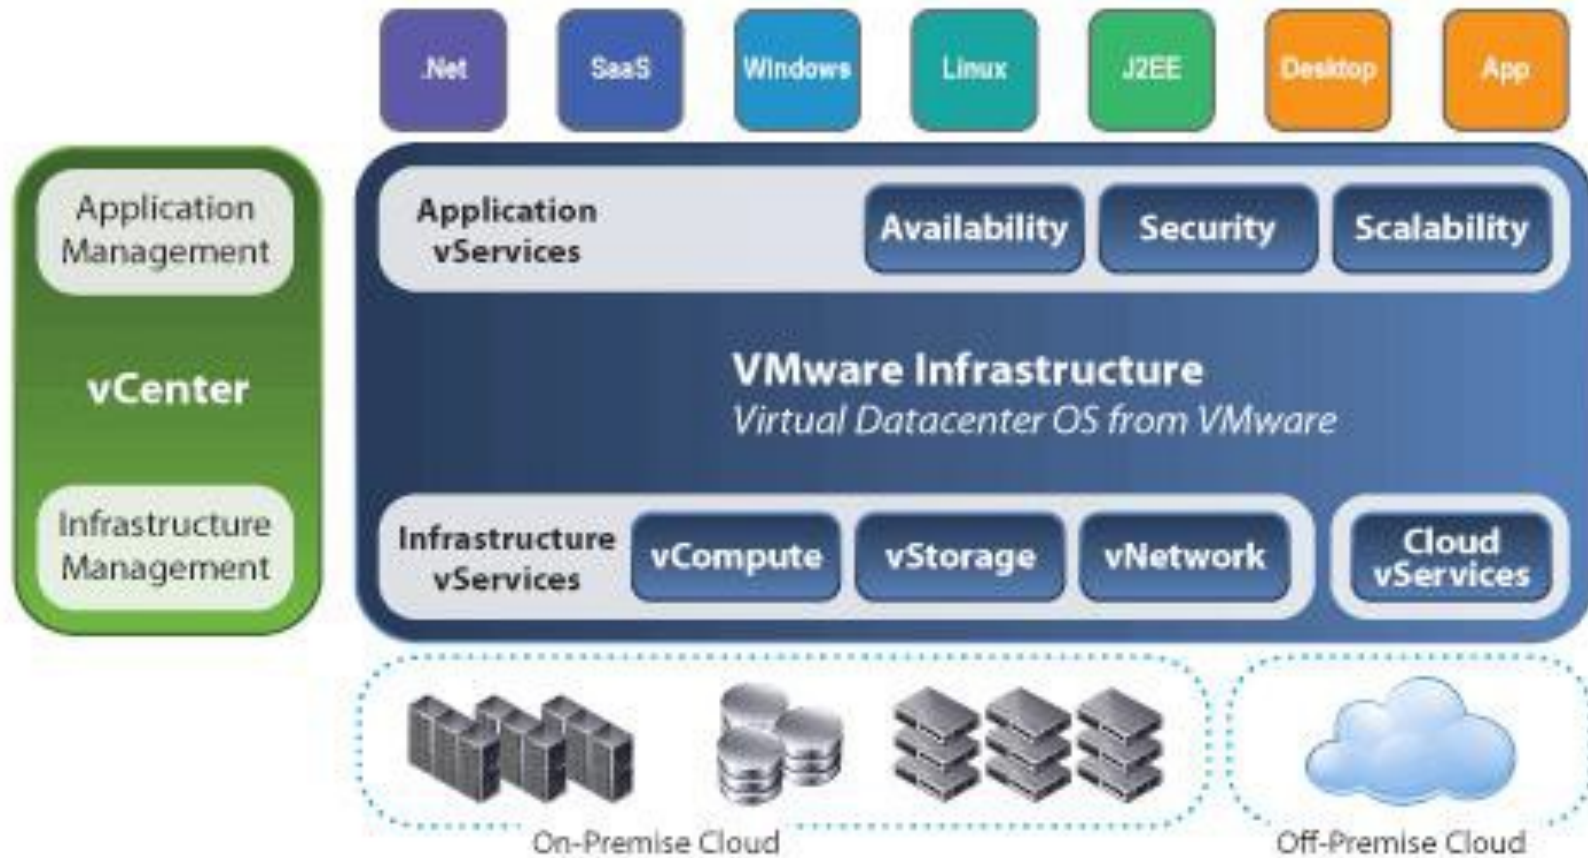 .Net
SaaS
Windows
Linux
J2EE
Desktop
App
Application
Management
vCenter
Infrastructure
Management
Application
vServices
Availability
Security
Scalability
VMware Infrastructure
Virtual Datacenter OS from VMware
Infrastructure
vServices
vCompute
vStorage
vNetwork
Cloud
vServices
On-Premise Cloud
Off-Premise Cloud